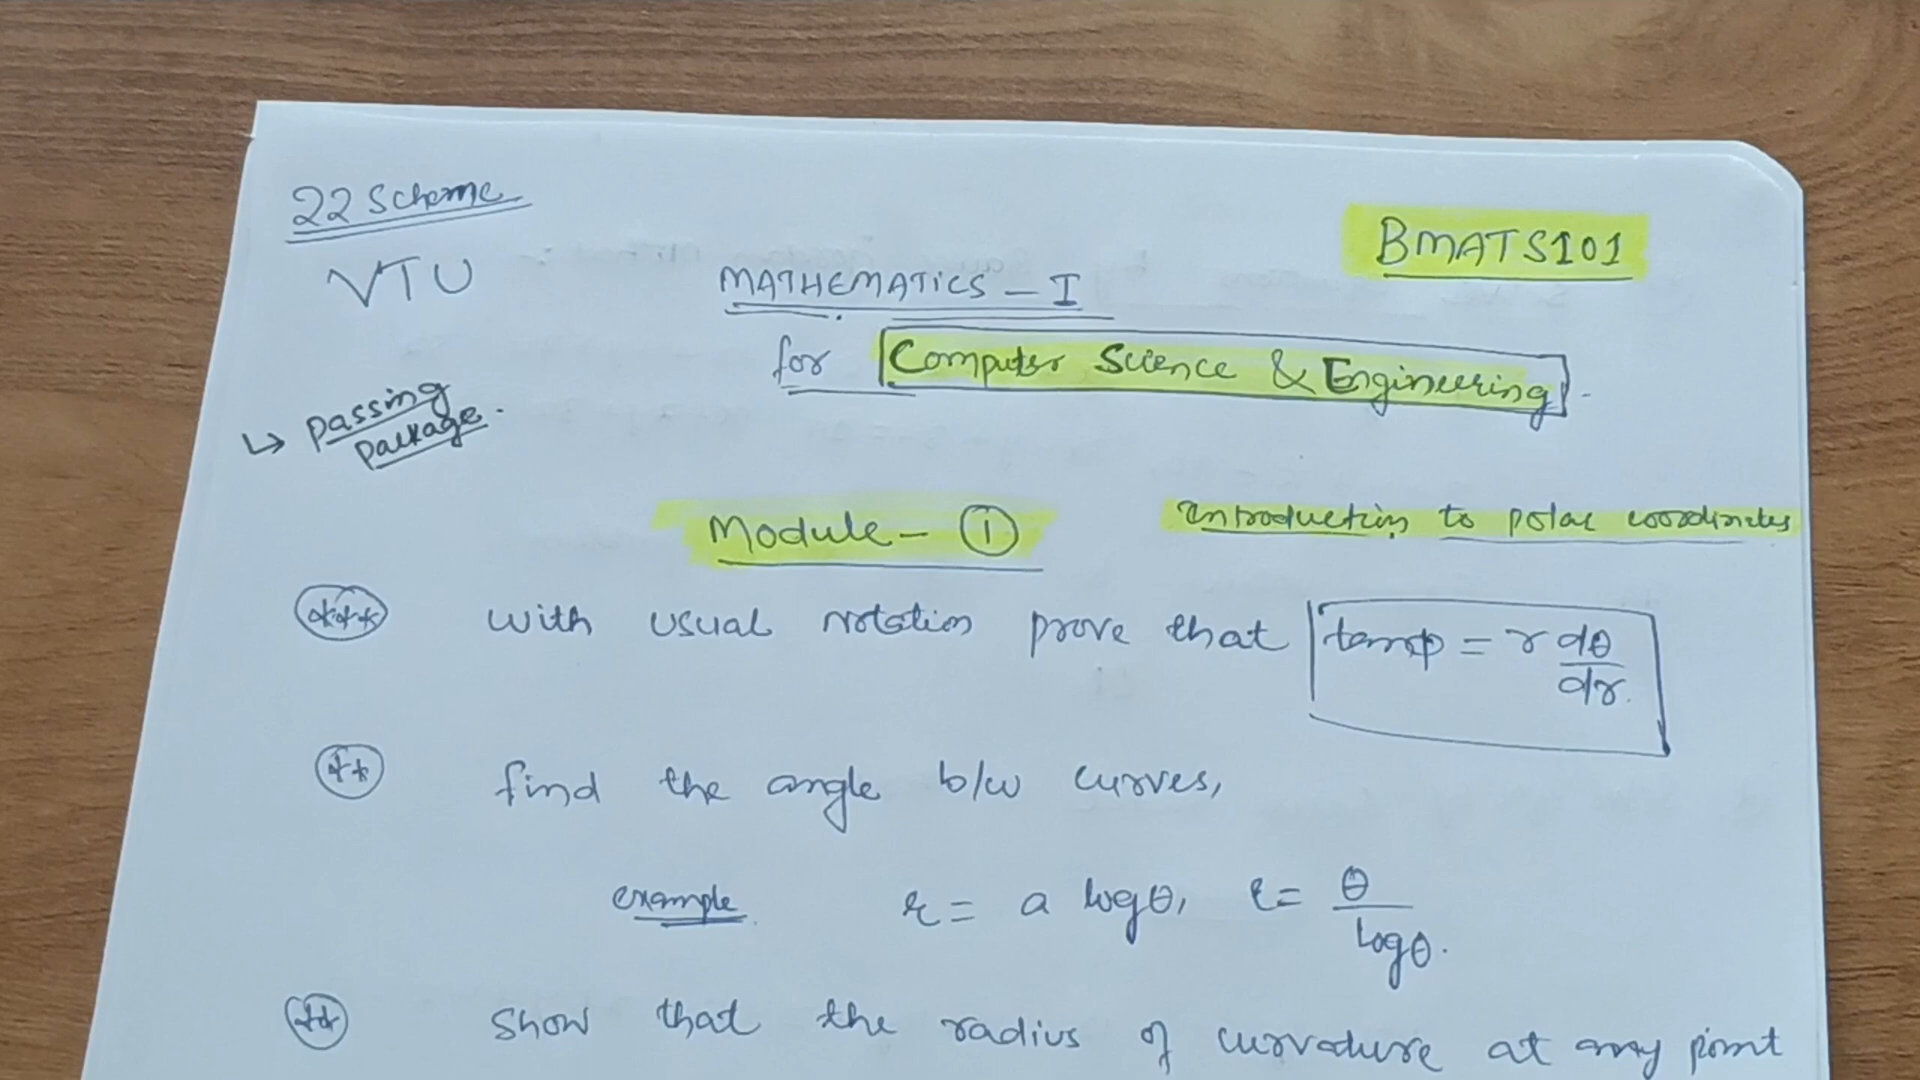 22 Scheme
VTU
BMATS101
MATHEMATICS - I
for Computer Science & Engineering.
↳ passing
package.
Module - ① Introduction to polar coordinates
*** with usual notation prove that tanφ = r dθ/dr.
** find the angle b/w curves,
example r = a logθ, r = θ/logθ.
** Show that the radius of curvature at any point